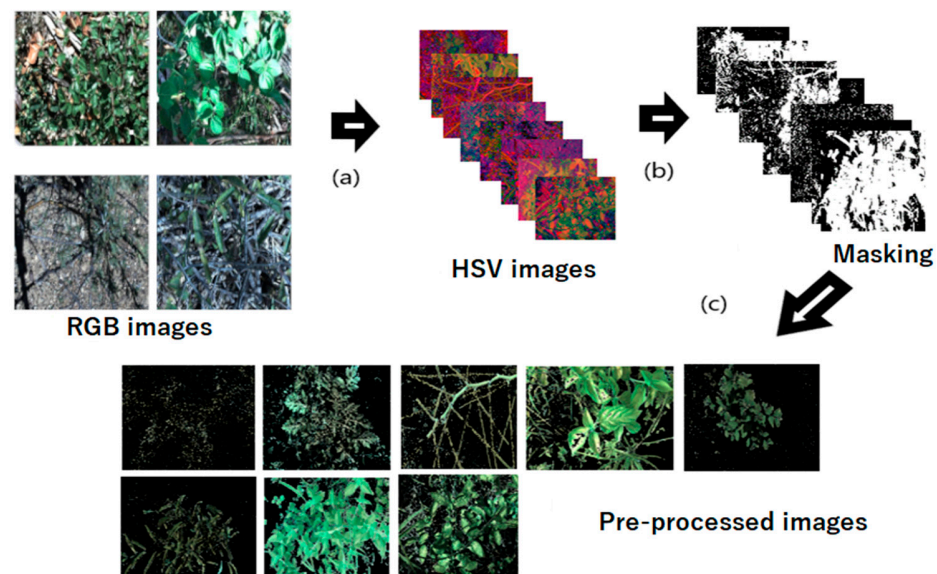 (a)
(b)
HSV images
Masking
(c)
RGB images
Pre-processed images